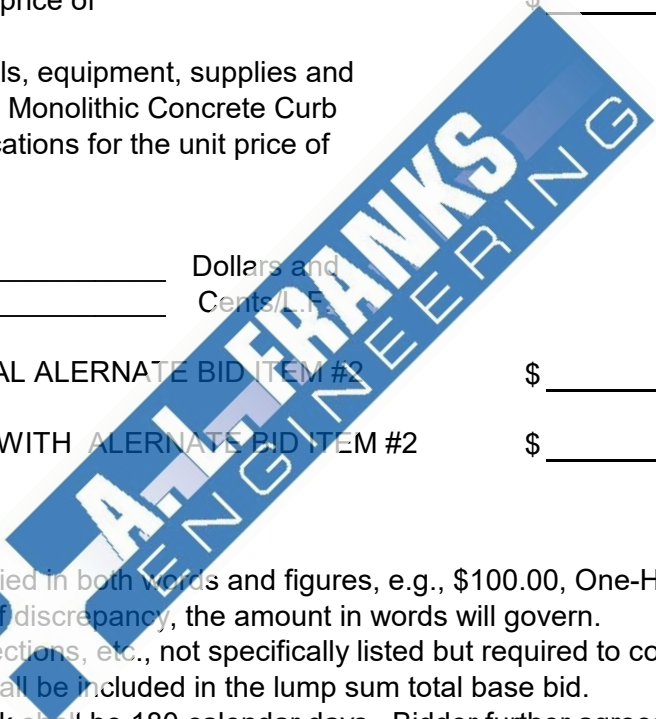 price of
$
ls, equipment, supplies and
Monolithic Concrete Curb
cations for the unit price of
Dollars and
Cents/L.F.
AL ALERNATE BID ITEM #2 $
WITH ALERNATE BID ITEM #2 $
A. L. FRANKS
ENGINEERING
ied in both words and figures, e.g., $100.00, One-H
f discrepancy, the amount in words will govern.
ections, etc., not specifically listed but required to co
all be included in the lump sum total base bid.
k shall be 180 calendar days. Bidder further agree